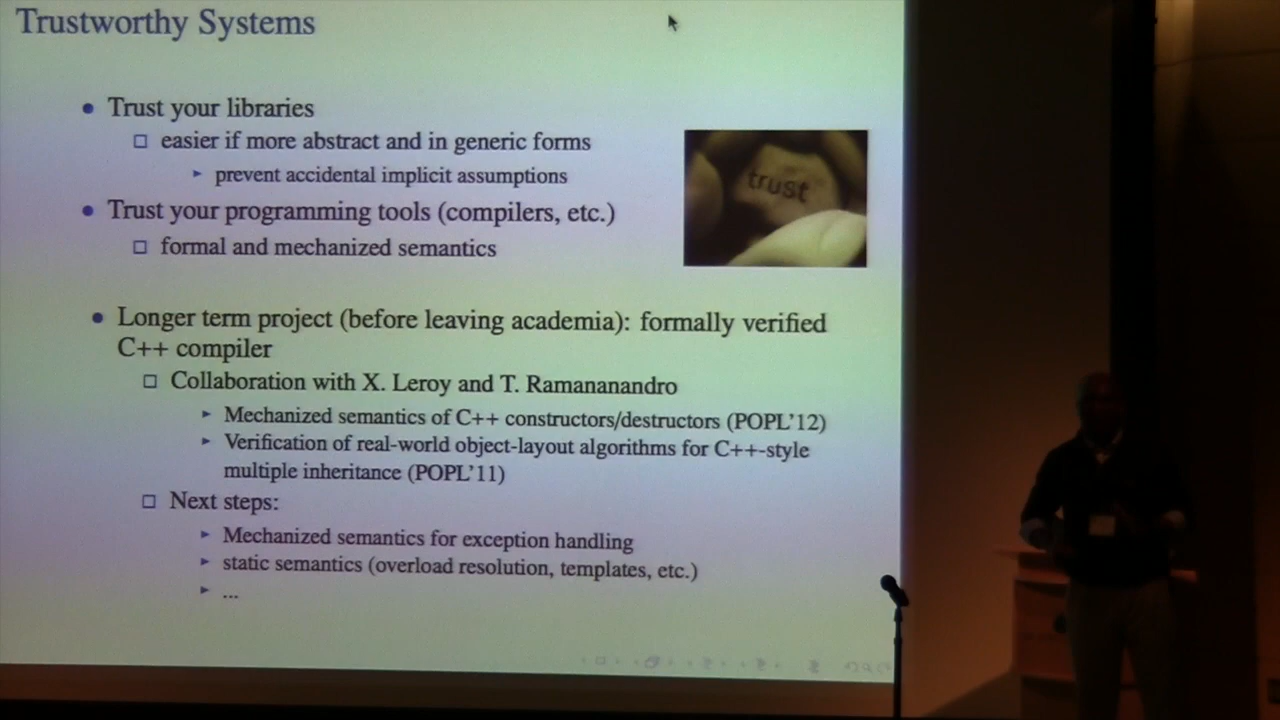 Trustworthy Systems
Trust your libraries
easier if more abstract and in generic forms
prevent accidental implicit assumptions
Trust your programming tools (compilers, etc.)
formal and mechanized semantics
trust
Longer term project (before leaving academia): formally verified
C++ compiler
Collaboration with X. Leroy and T. Ramananandro
Mechanized semantics of C++ constructors/destructors (POPL'12)
Verification of real-world object-layout algorithms for C++-style
multiple inheritance (POPL'11)
Next steps:
Mechanized semantics for exception handling
static semantics (overload resolution, templates, etc.)
...